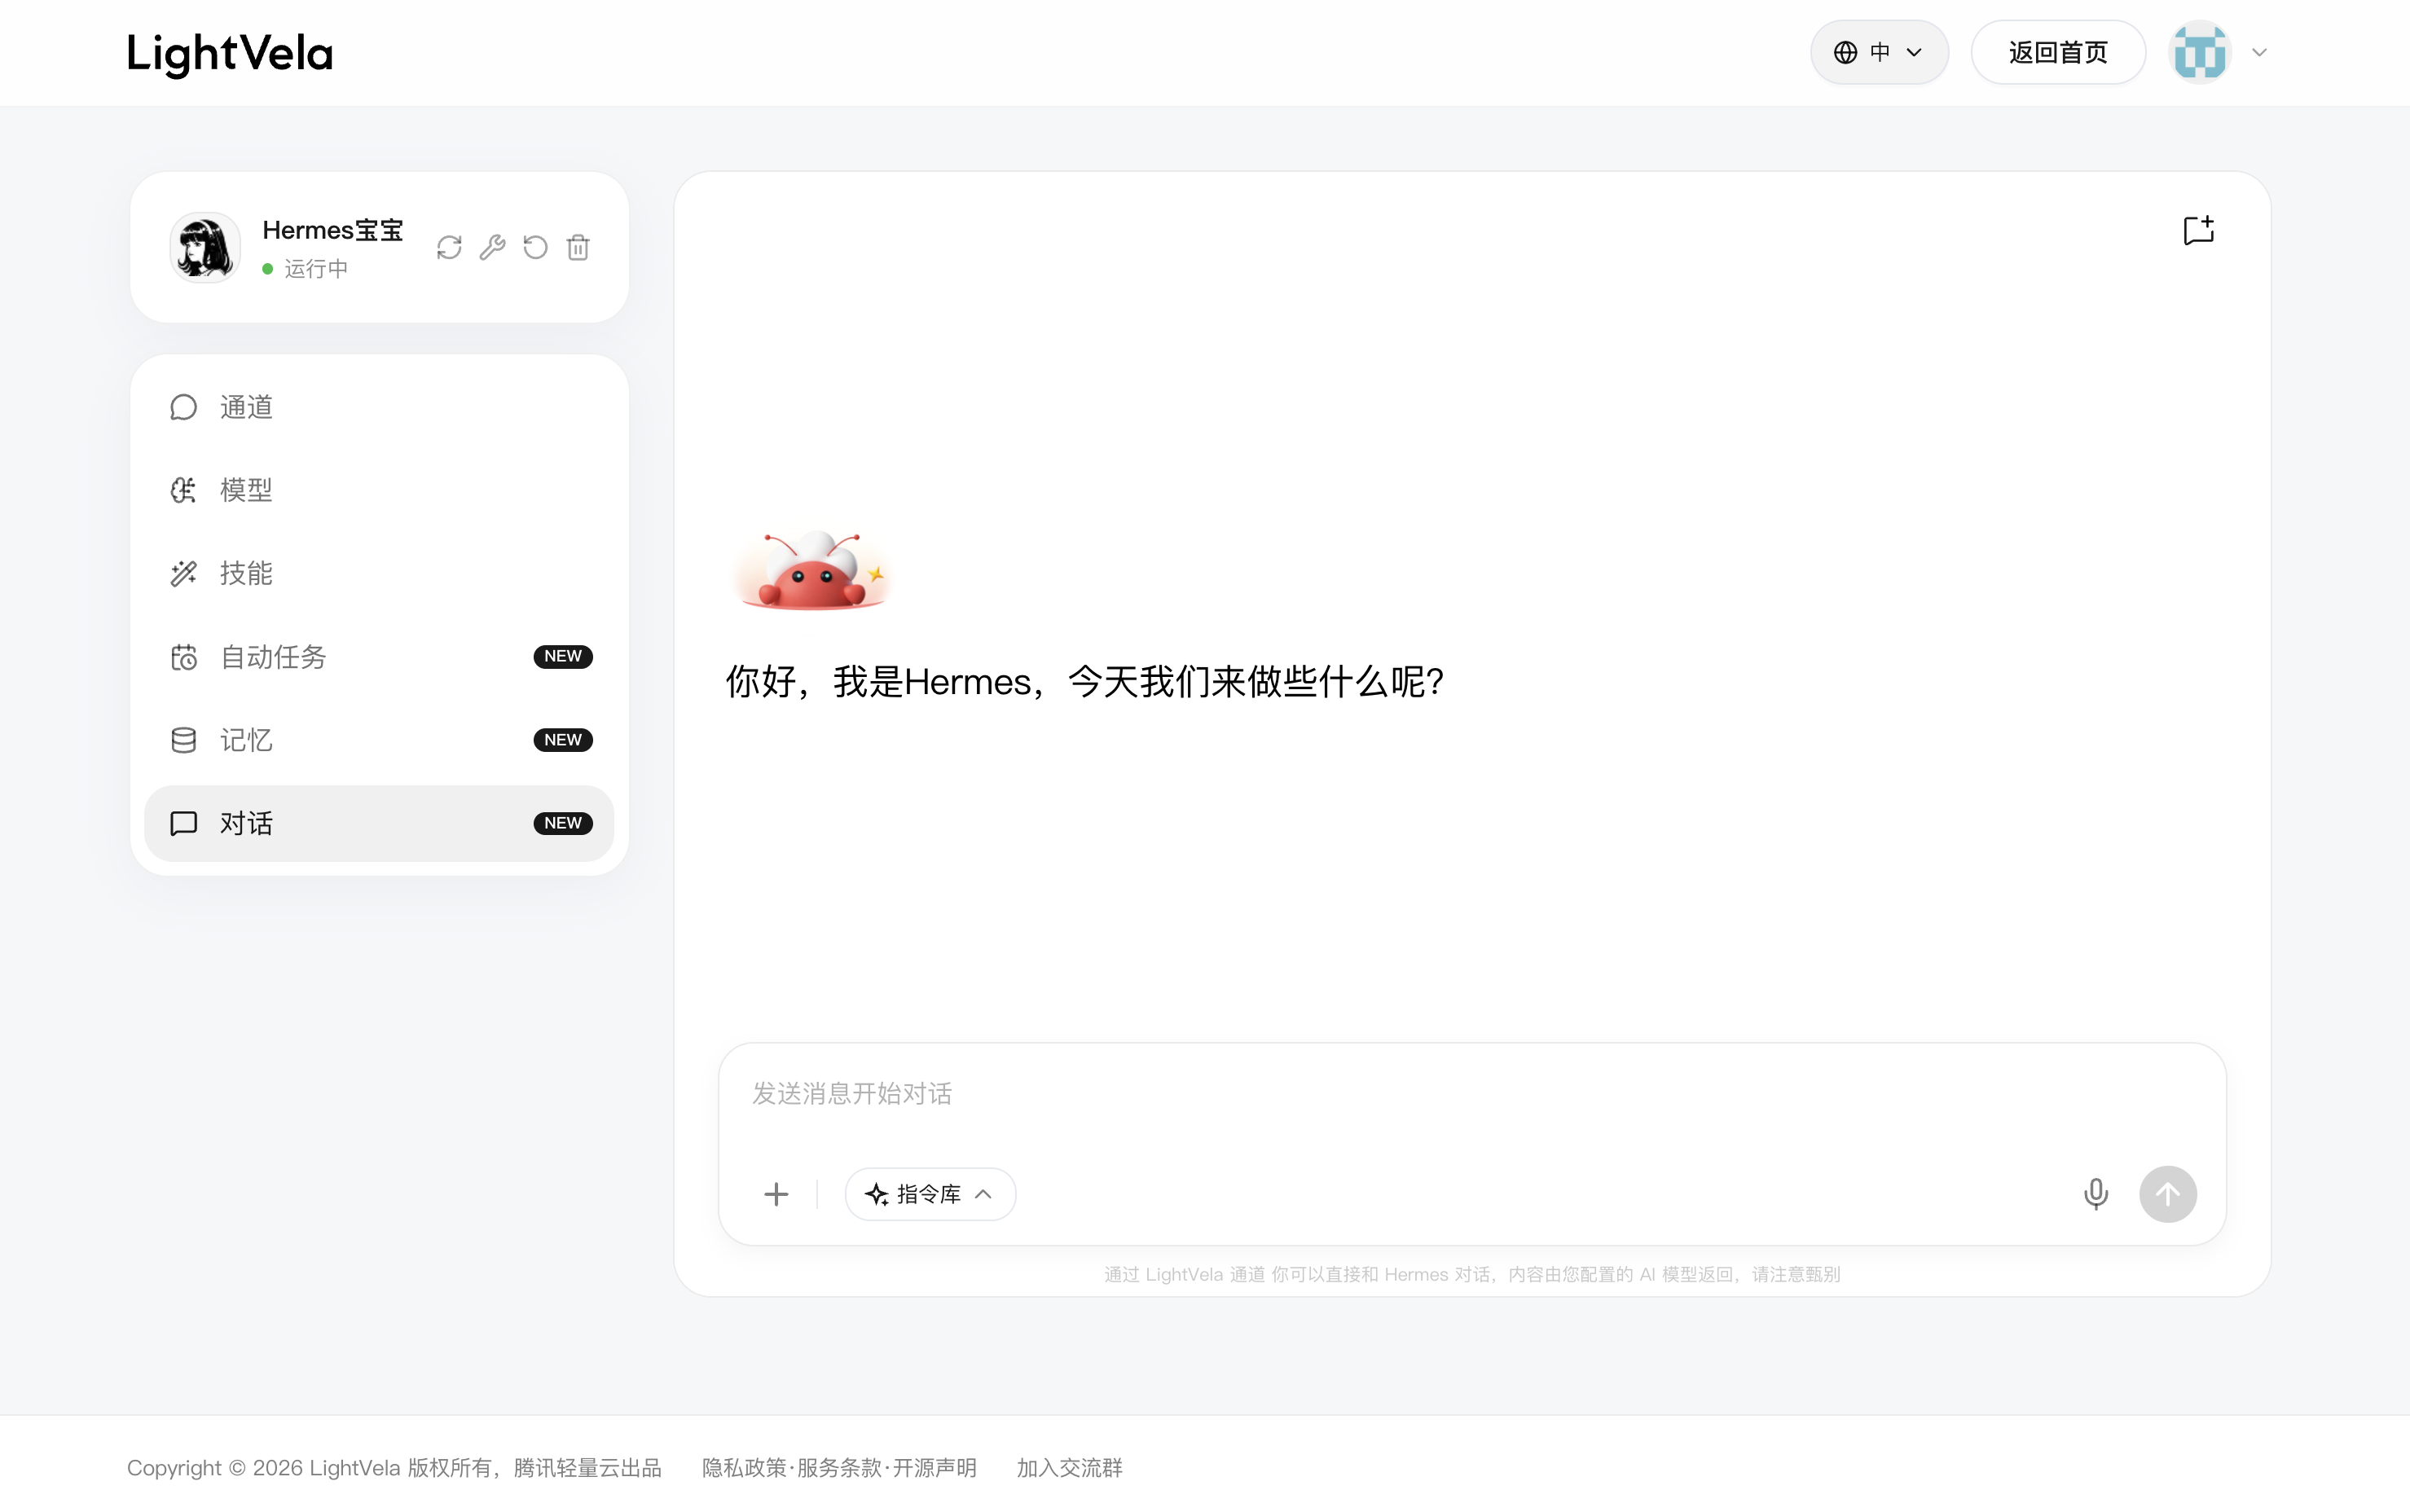 LightVela
中
返回首页
Hermes宝宝
运行中
通道
模型
技能
自动任务
NEW
记忆
NEW
对话
NEW
你好，我是Hermes，今天我们来做些什么呢?
发送消息开始对话
指令库
通过 LightVela 通道 你可以直接和 Hermes 对话，内容由您配置的 AI 模型返回，请注意甄别
Copyright © 2026 LightVela 版权所有，腾讯轻量云出品
隐私政策·服务条款·开源声明
加入交流群